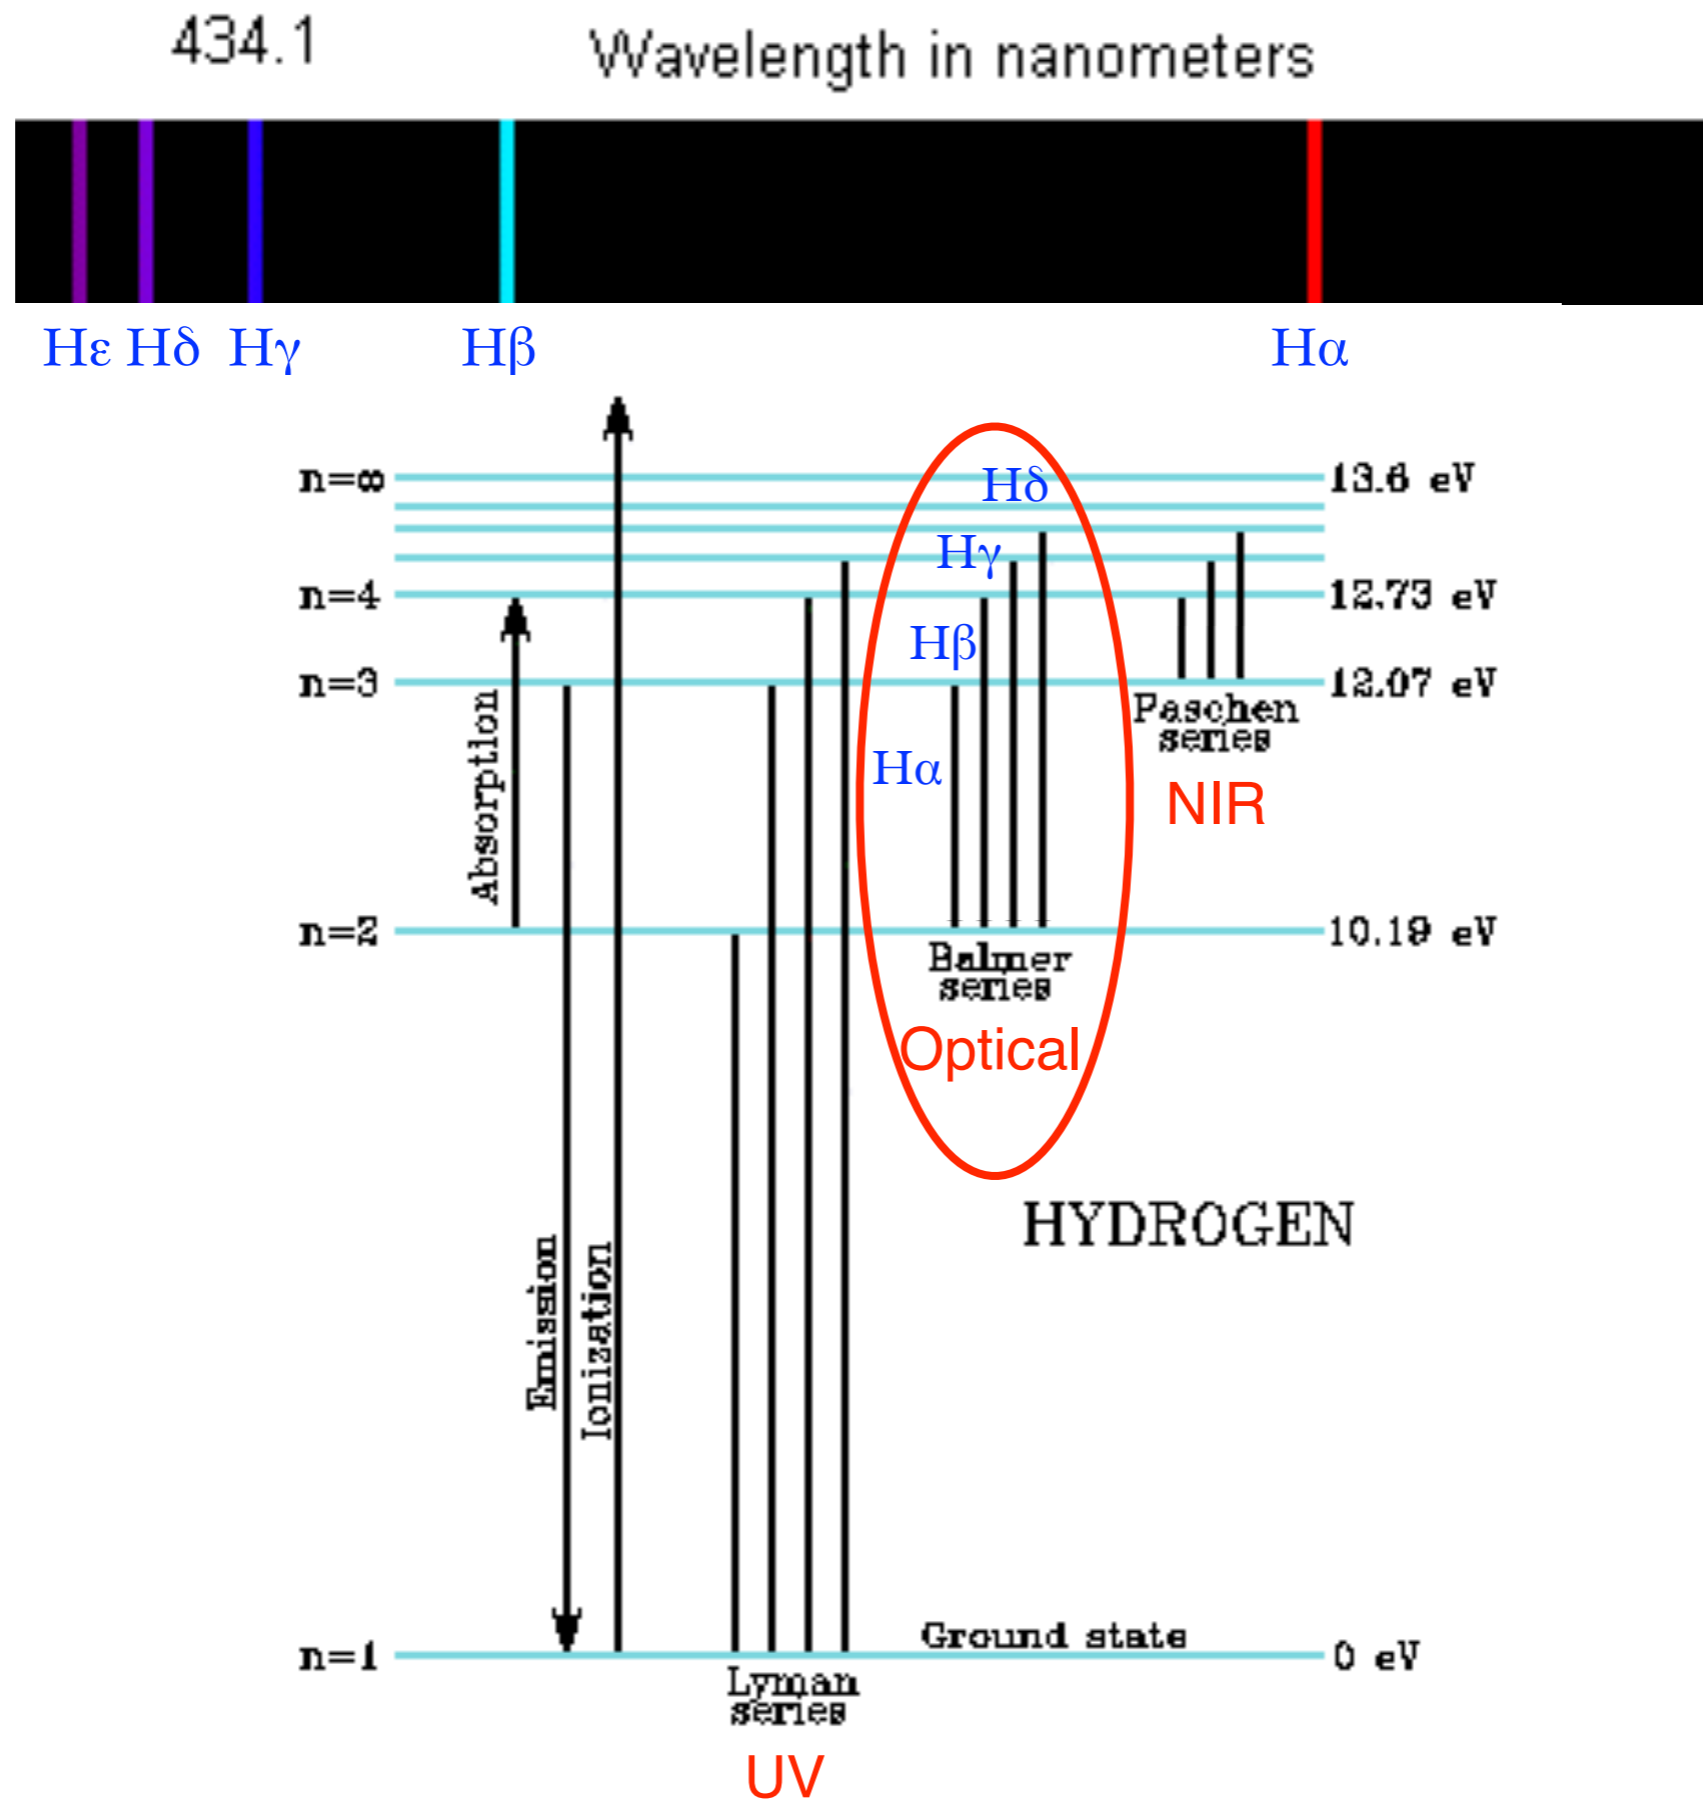 434.1 Wavelength in nanometers
Hε Hδ Hγ Hβ Hα
n=∞ 13.6 eV
Hδ
Hγ
n=4 12.73 eV
Hβ
n=3 12.07 eV
Absorption
Paschen
series
Hα
NIR
n=2 10.19 eV
Balmer
series
Optical
HYDROGEN
Emission
Ionization
Ground state
n=1 0 eV
Lyman
series
UV